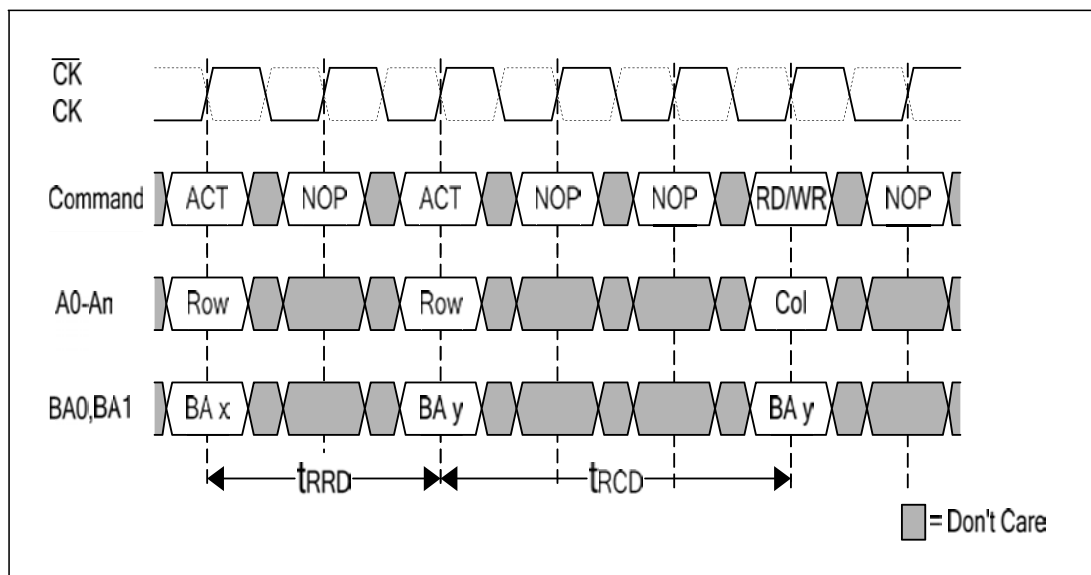 CK
CK
Command ACT NOP ACT NOP NOP RD/WR NOP
A0-An Row Row Col
BA0,BA1 BA x BA y BA y
tRRD tRCD
= Don't Care